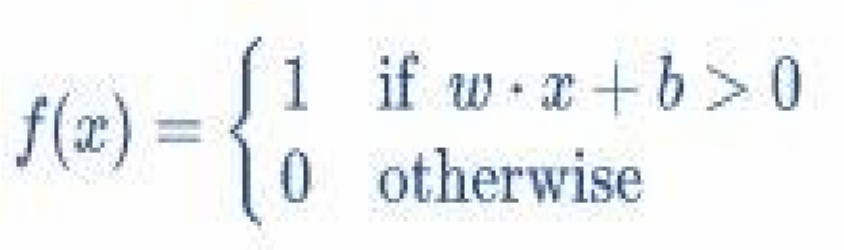 f(x) = { 1 if w · x + b > 0
0 otherwise